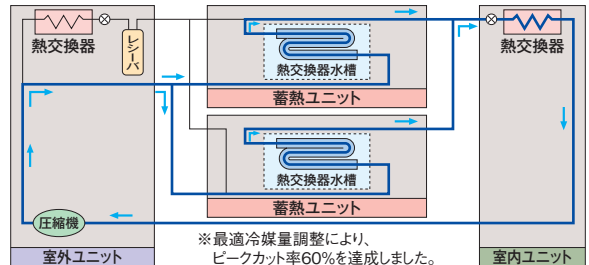 熱交換器
レシーバ
熱交換器水槽
蓄熱ユニット
熱交換器
熱交換器水槽
蓄熱ユニット
圧縮機
※最適冷媒量調整により、
ピークカット率60%を達成しました。
室外ユニット
室内ユニット